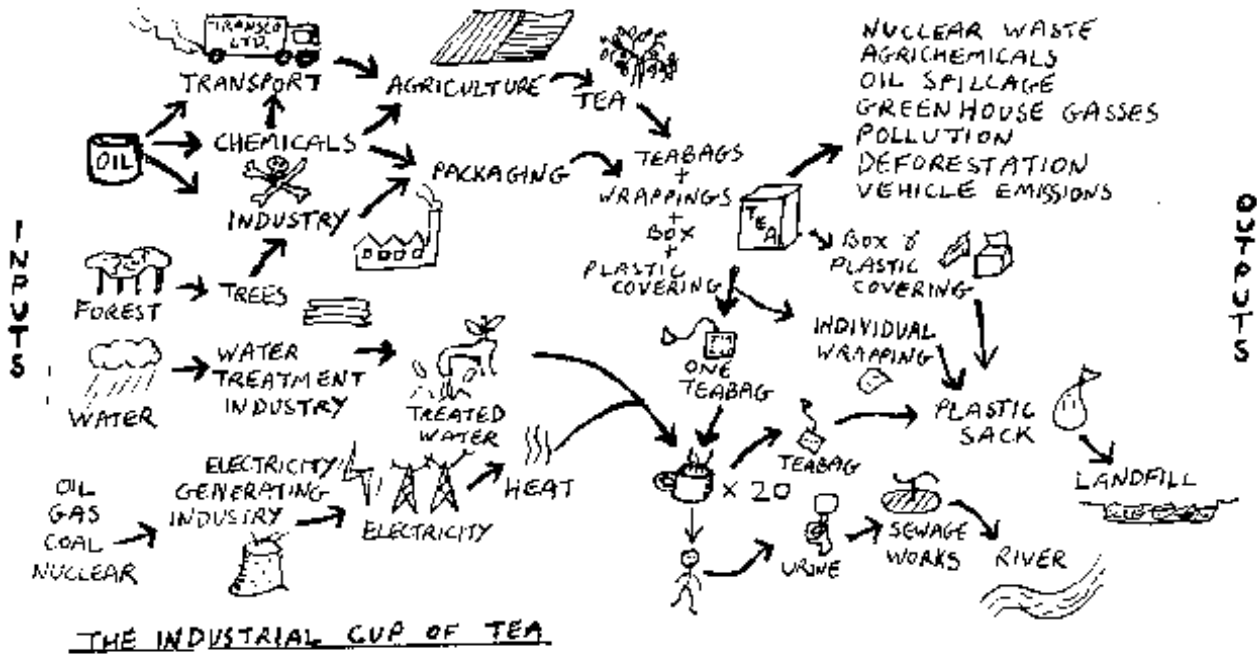 TRANSCO
LTD.
TRANSPORT
AGRICULTURE
TEA
NUCLEAR WASTE
AGRICHEMICALS
OIL SPILLAGE
GREENHOUSE GASSES
POLLUTION
DEFORESTATION
VEHICLE EMISSIONS
OIL
CHEMICALS
INDUSTRY
PACKAGING
TEABAGS
+
WRAPPINGS
+
BOX
+
PLASTIC
COVERING
TEA
BOX &
PLASTIC
COVERING
INPUTS
OUTPUTS
FOREST
TREES
INDIVIDUAL
WRAPPING
ONE
TEABAG
WATER
WATER
TREATMENT
INDUSTRY
TREATED
WATER
PLASTIC
SACK
TEABAG
LANDFILL
OIL
GAS
COAL
NUCLEAR
ELECTRICITY
GENERATING
INDUSTRY
ELECTRICITY
HEAT
× 20
URINE
SEWAGE
WORKS
RIVER
THE INDUSTRIAL CUP OF TEA